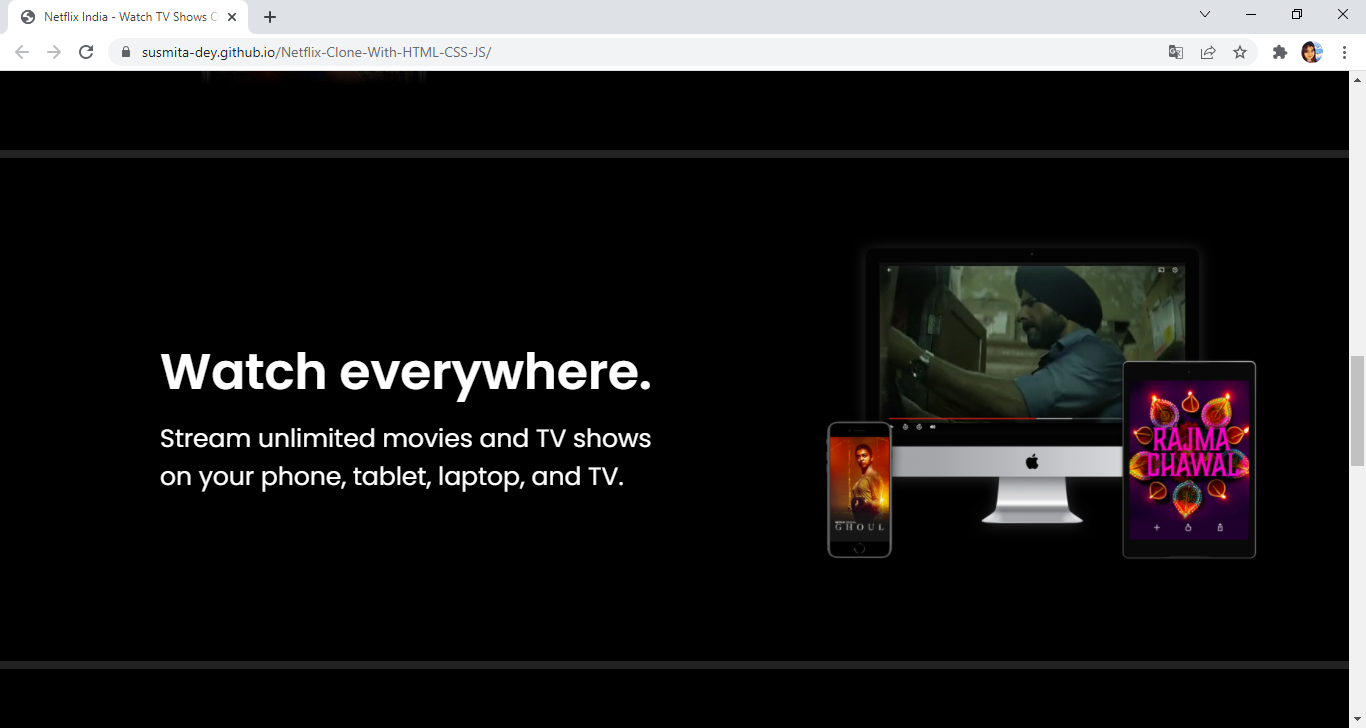 Netflix India - Watch TV Shows O
susmita-dey.github.io/Netflix-Clone-With-HTML-CSS-JS/
Watch everywhere.
Stream unlimited movies and TV shows
on your phone, tablet, laptop, and TV.
RAJMA
CHAWAL
GHOUL